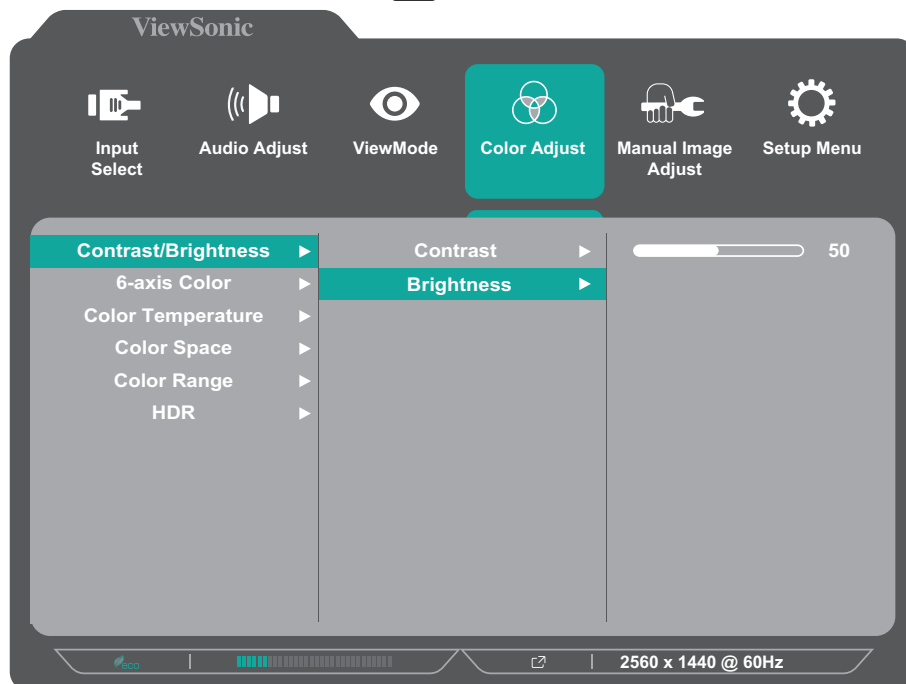 ViewSonic
Input Select
Audio Adjust
ViewMode
Color Adjust
Manual Image Adjust
Setup Menu
Contrast/Brightness
Contrast
50
6-axis Color
Brightness
Color Temperature
Color Space
Color Range
HDR
eco
2560 x 1440 @ 60Hz